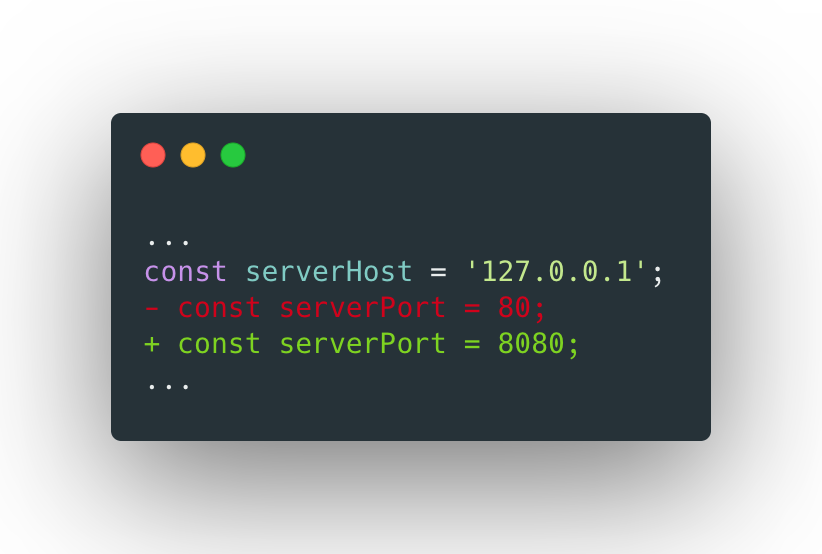 ...
const serverHost = '127.0.0.1';
- const serverPort = 80;
+ const serverPort = 8080;
...